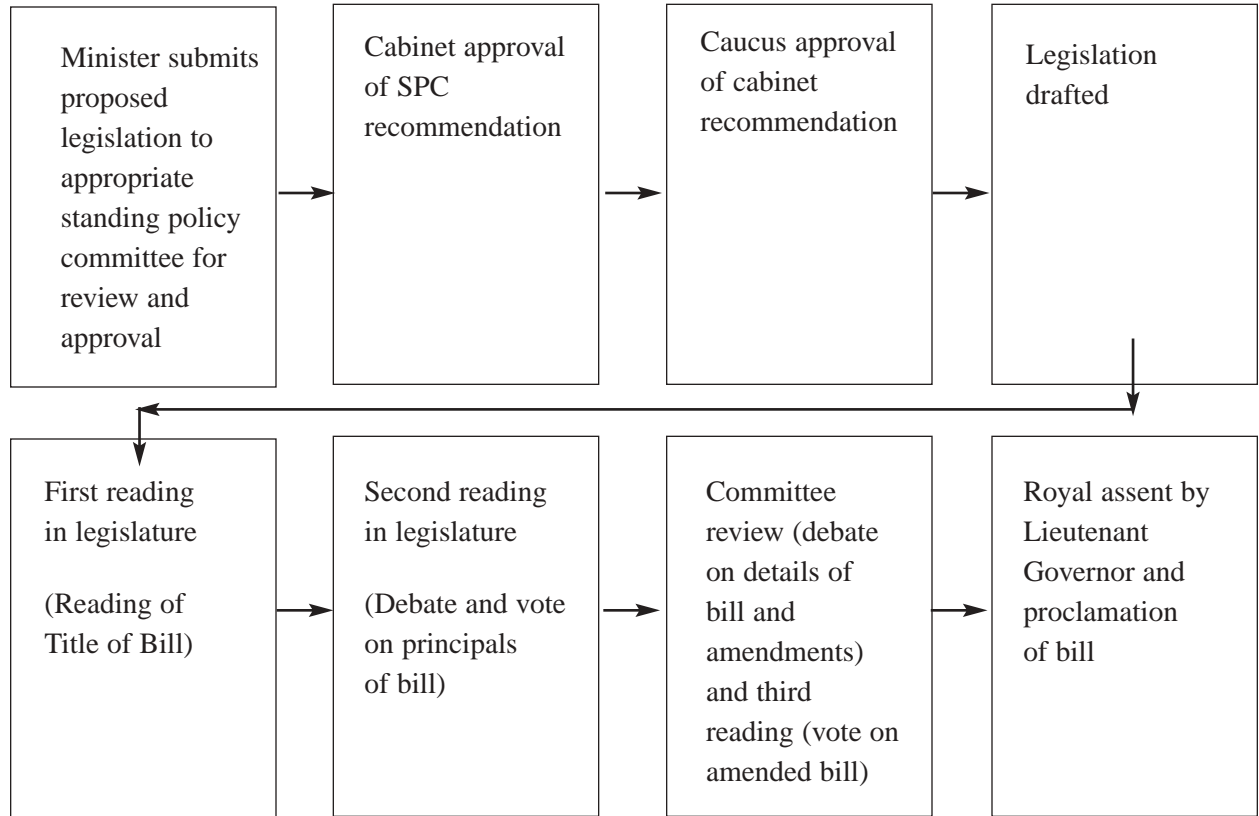 Minister submits
proposed
legislation to
appropriate
standing policy
committee for
review and
approval
Cabinet approval
of SPC
recommendation
Caucus approval
of cabinet
recommendation
Legislation
drafted
First reading
in legislature
(Reading of
Title of Bill)
Second reading
in legislature
(Debate and vote
on principals
of bill)
Committee
review (debate
on details of
bill and
amendments)
and third
reading (vote on
amended bill)
Royal assent by
Lieutenant
Governor and
proclamation
of bill